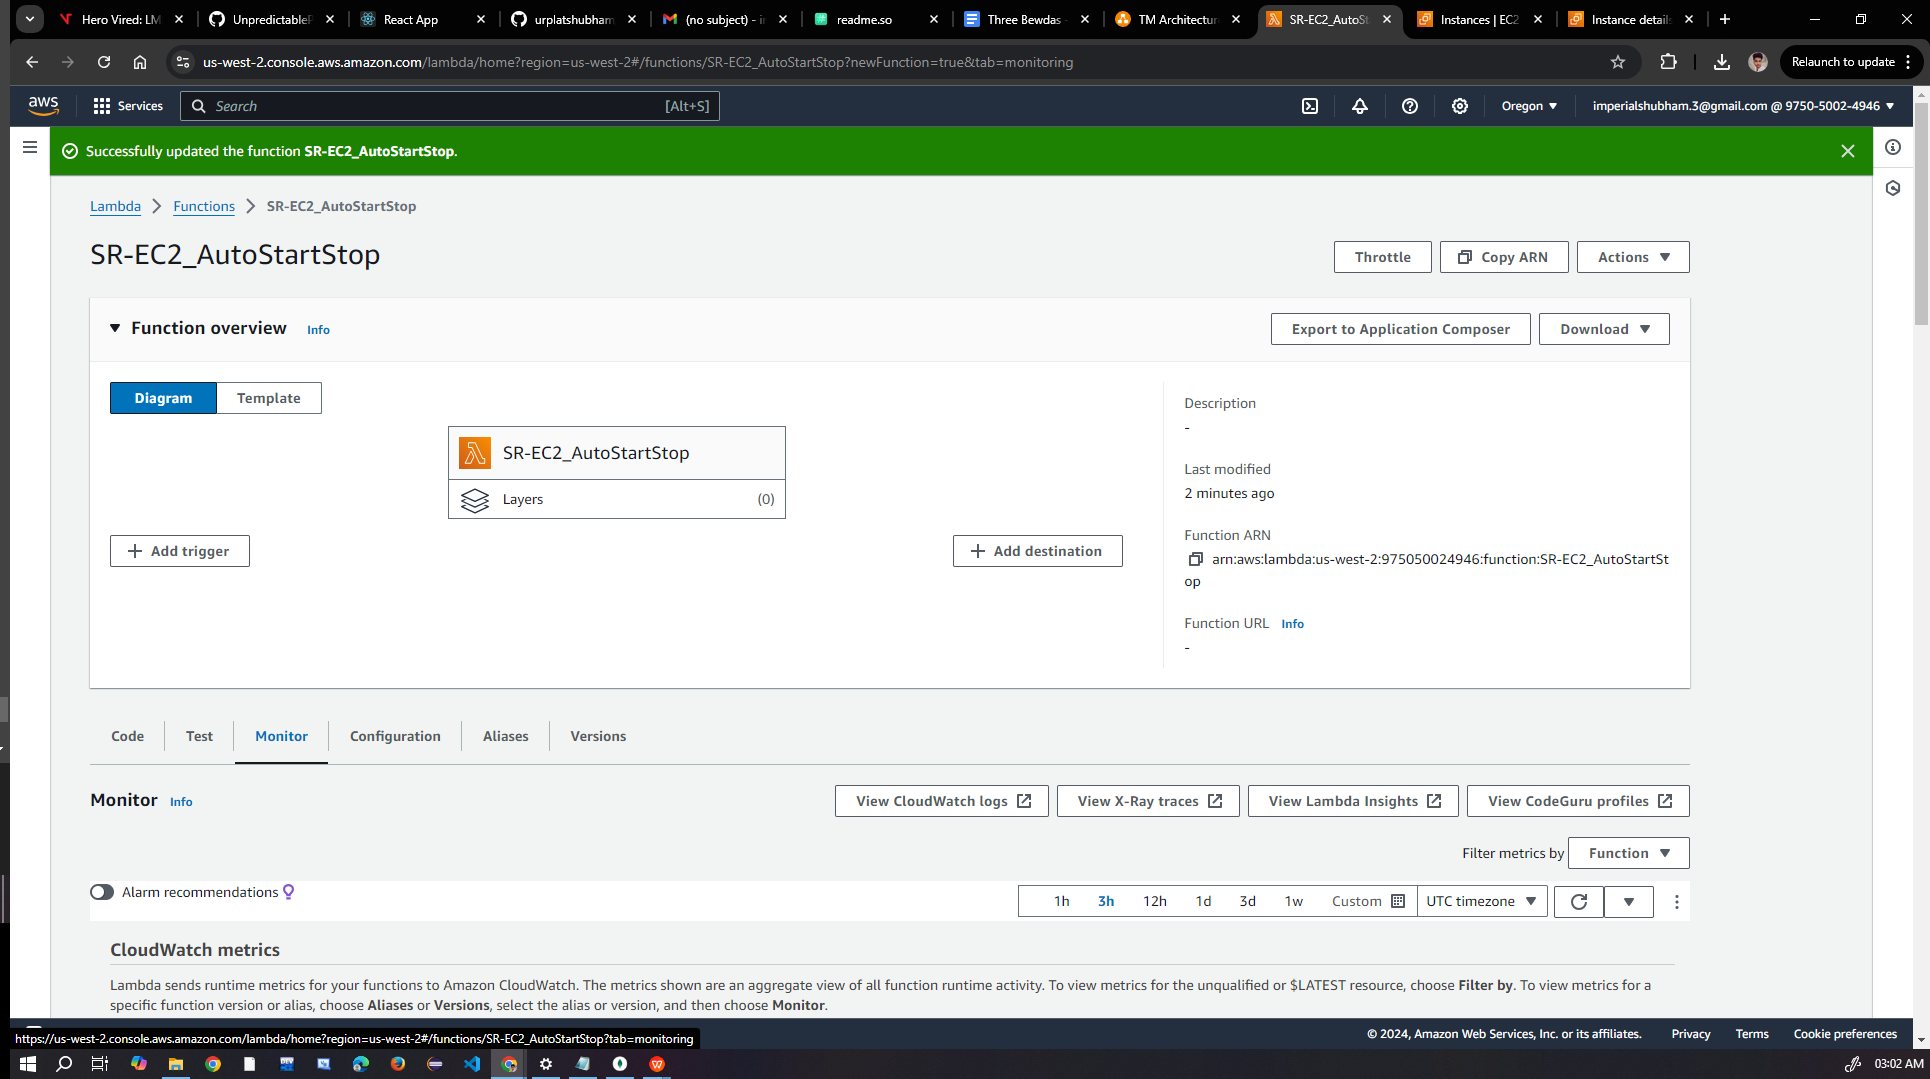 Hero Vired: LM
UnpredictableP
React App
urplatshubham
(no subject) - in
readme.so
Three Bewdas -
TM Architectur
SR-EC2_AutoSt
Instances | EC2
Instance details
us-west-2.console.aws.amazon.com/lambda/home?region=us-west-2#/functions/SR-EC2_AutoStartStop?newFunction=true&tab=monitoring
Relaunch to update
aws
Services
Search
[Alt+S]
Oregon
imperialshubham.3@gmail.com @ 9750-5002-4946
Successfully updated the function SR-EC2_AutoStartStop.
Lambda
Functions
SR-EC2_AutoStartStop
SR-EC2_AutoStartStop
Throttle
Copy ARN
Actions
Function overview
Info
Export to Application Composer
Download
Diagram
Template
SR-EC2_AutoStartStop
Layers
(0)
Add trigger
Add destination
Description
-
Last modified
2 minutes ago
Function ARN
arn:aws:lambda:us-west-2:975050024946:function:SR-EC2_AutoStartSt
op
Function URL
Info
-
Code
Test
Monitor
Configuration
Aliases
Versions
Monitor
Info
View CloudWatch logs
View X-Ray traces
View Lambda Insights
View CodeGuru profiles
Filter metrics by
Function
Alarm recommendations
1h
3h
12h
1d
3d
1w
Custom
UTC timezone
CloudWatch metrics
Lambda sends runtime metrics for your functions to Amazon CloudWatch. The metrics shown are an aggregate view of all function runtime activity. To view metrics for the unqualified or $LATEST resource, choose Filter by. To view metrics for a
specific function version or alias, choose Aliases or Versions, select the alias or version, and then choose Monitor.
https://us-west-2.console.aws.amazon.com/lambda/home?region=us-west-2#/functions/SR-EC2_AutoStartStop?tab=monitoring
© 2024, Amazon Web Services, Inc. or its affiliates.
Privacy
Terms
Cookie preferences
03:02 AM